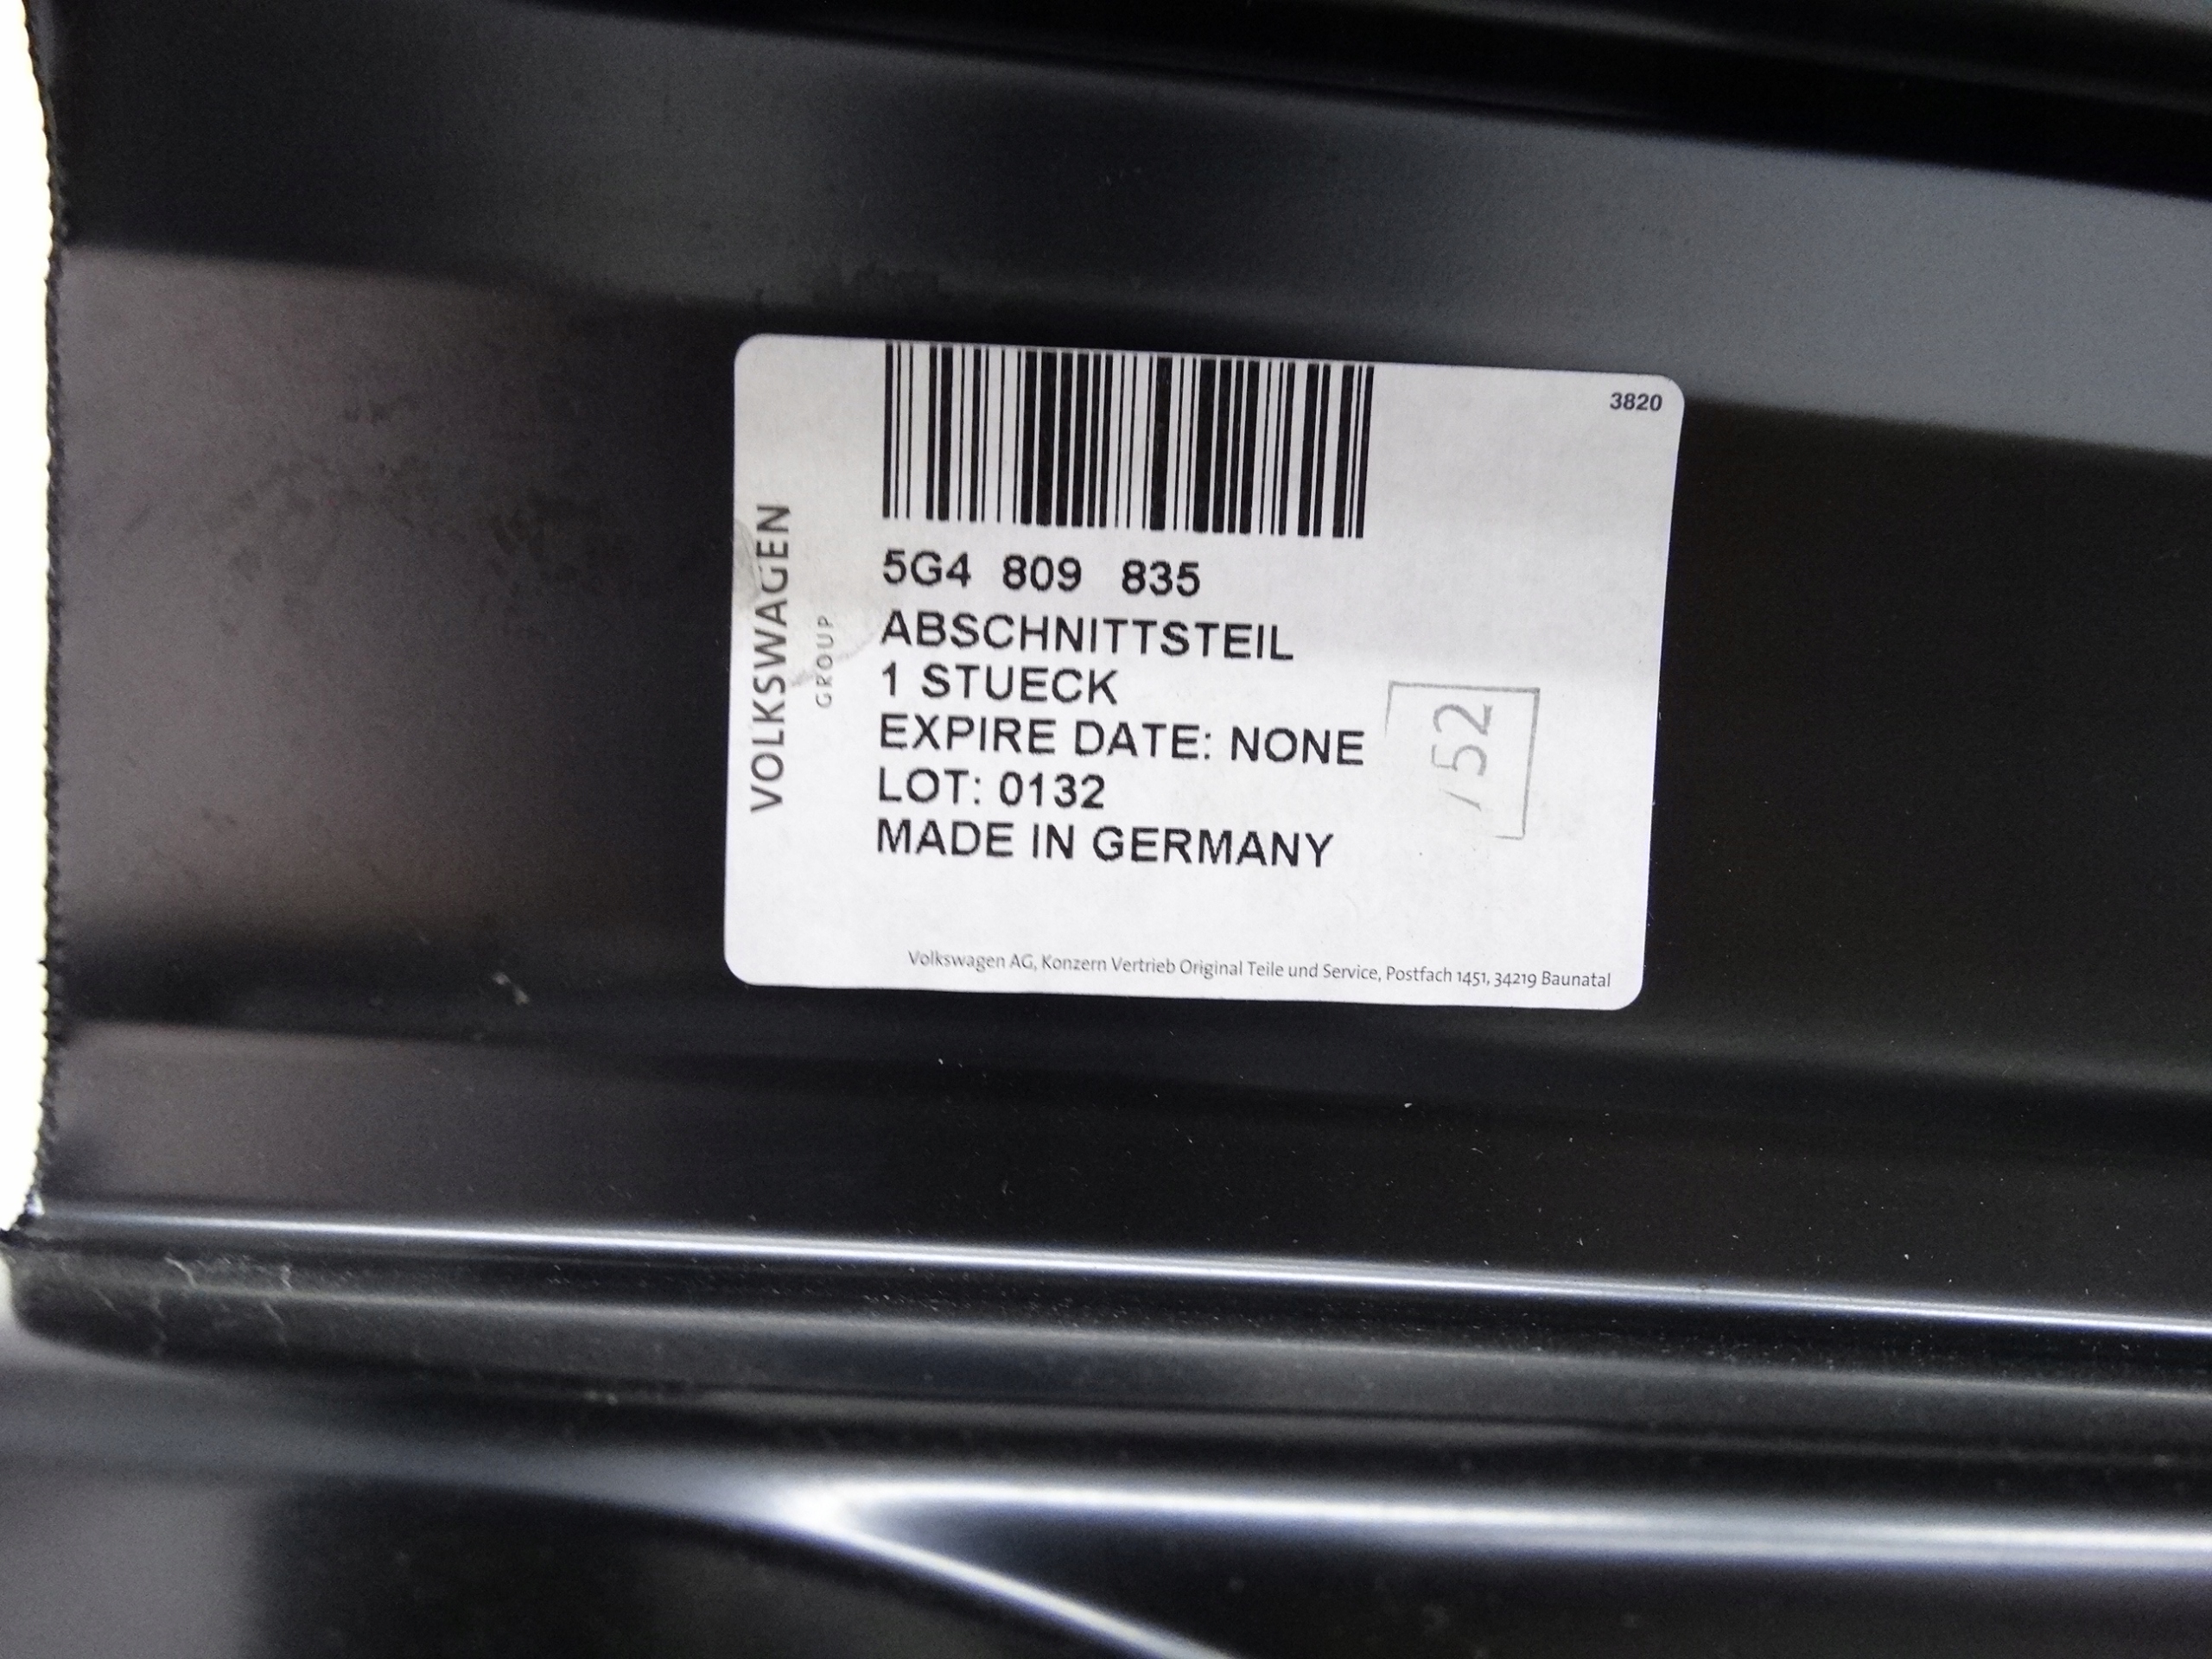 3820
VOLKSWAGEN
GROUP
5G4 809 835
ABSCHNITTSTEIL
1 STUECK
EXPIRE DATE: NONE
LOT: 0132
MADE IN GERMANY
/52
Volkswagen AG, Konzern Vertrieb Original Teile und Service, Postfach 1451, 34219 Baunatal